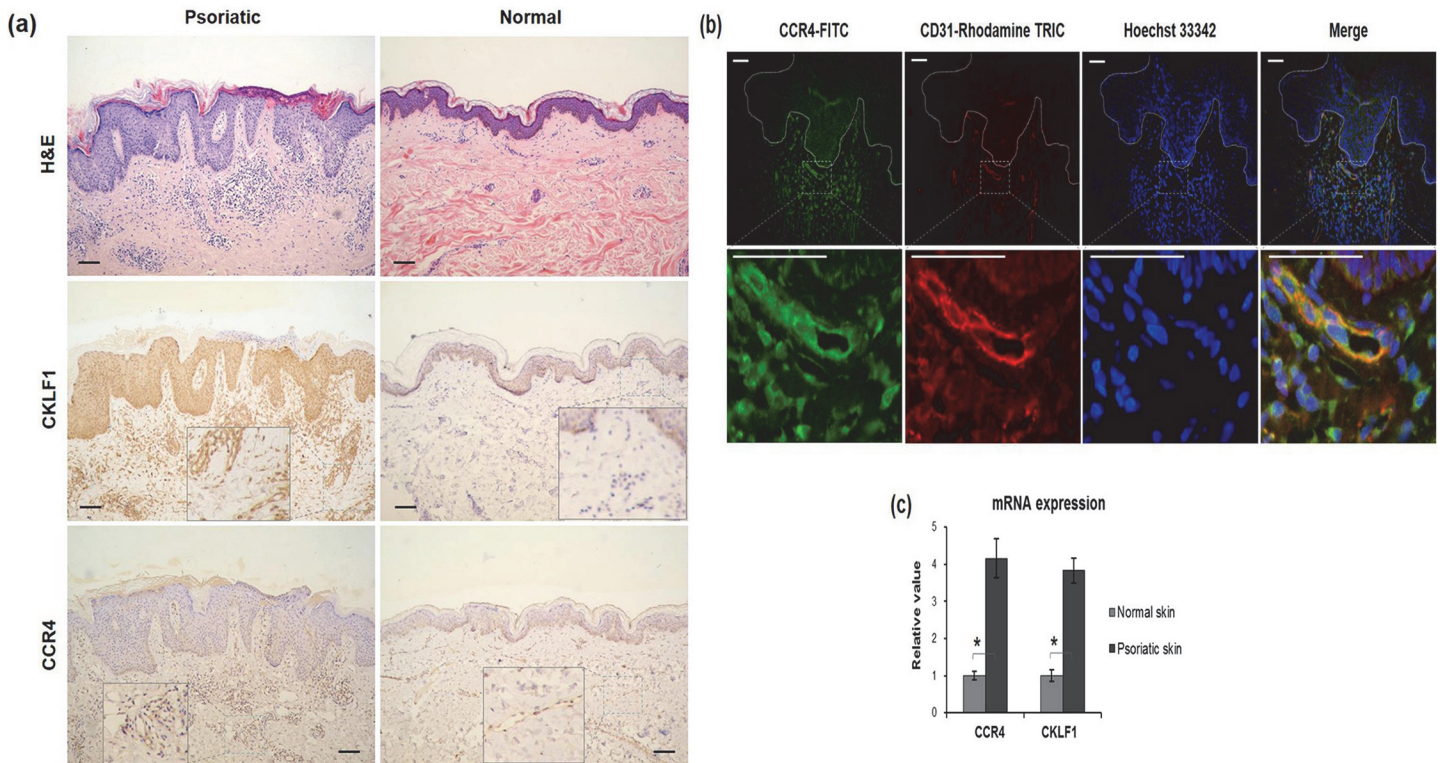 (a)
Psoriatic
Normal
H&E
CKLF1
CCR4
(b)
CCR4-FITC
CD31-Rhodamine TRIC
Hoechst 33342
Merge
(c)
mRNA expression
Relative value
5
4
3
2
1
0
*
*
CCR4
CKLF1
Normal skin
Psoriatic skin